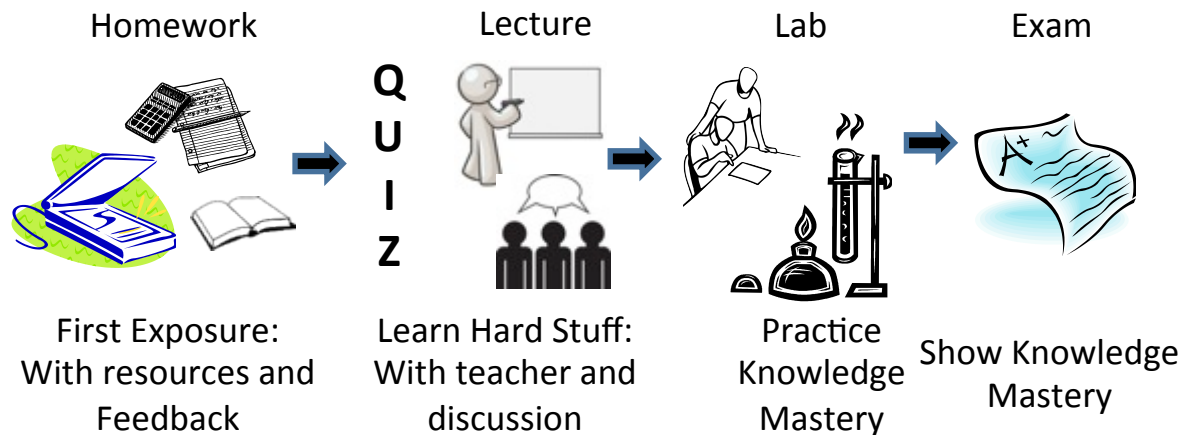 Homework
Lecture
Lab
Exam
Q
U
I
Z
A+
First Exposure:
With resources and
Feedback
Learn Hard Stuff:
With teacher and
discussion
Practice
Knowledge
Mastery
Show Knowledge
Mastery